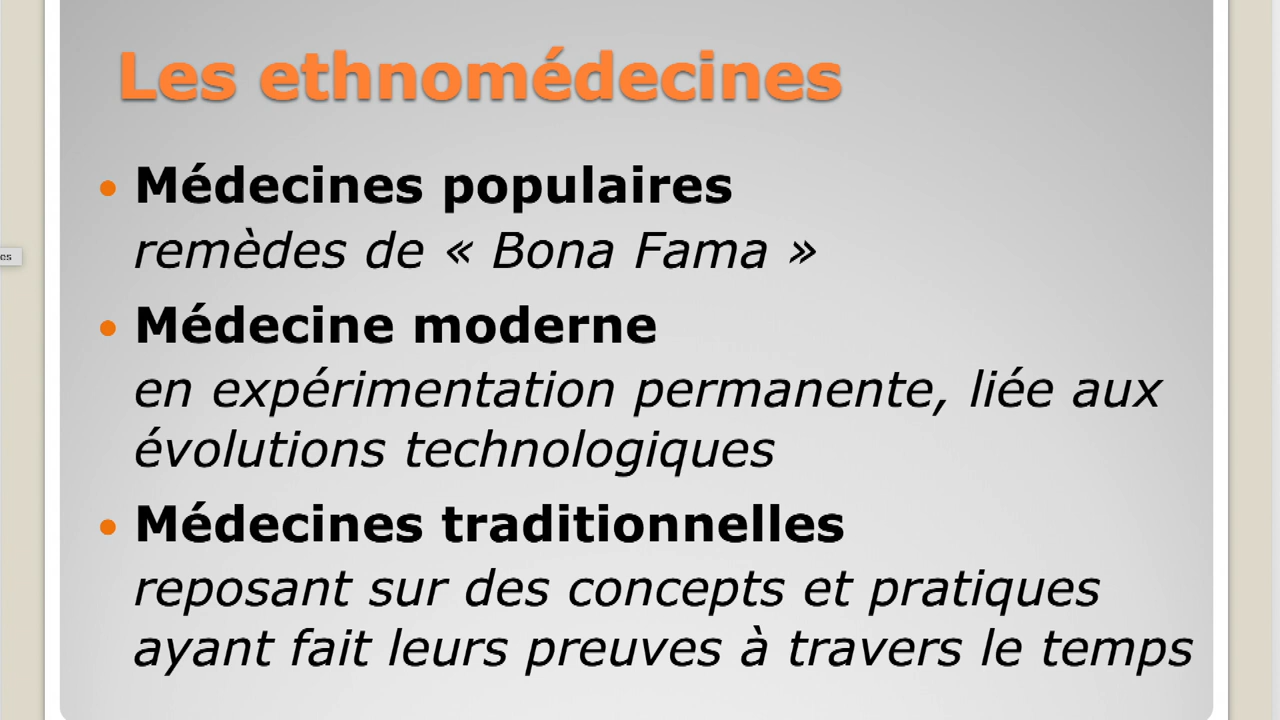 Les ethnomédecines
• Médecines populaires
remèdes de « Bona Fama »
• Médecine moderne
en expérimentation permanente, liée aux
évolutions technologiques
• Médecines traditionnelles
reposant sur des concepts et pratiques
ayant fait leurs preuves à travers le temps
es